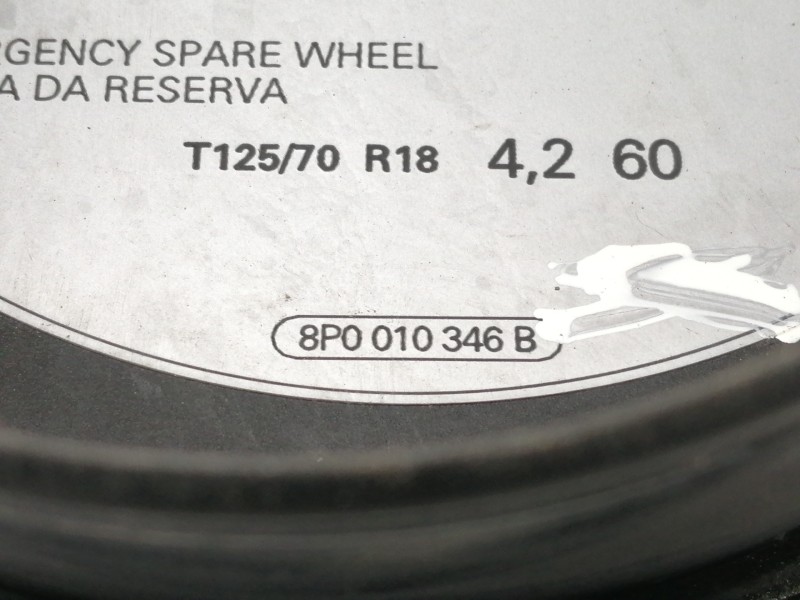 RGENCY SPARE WHEEL
A DA RESERVA
T125/70 R18 4,2 60
8P0 010 346 B